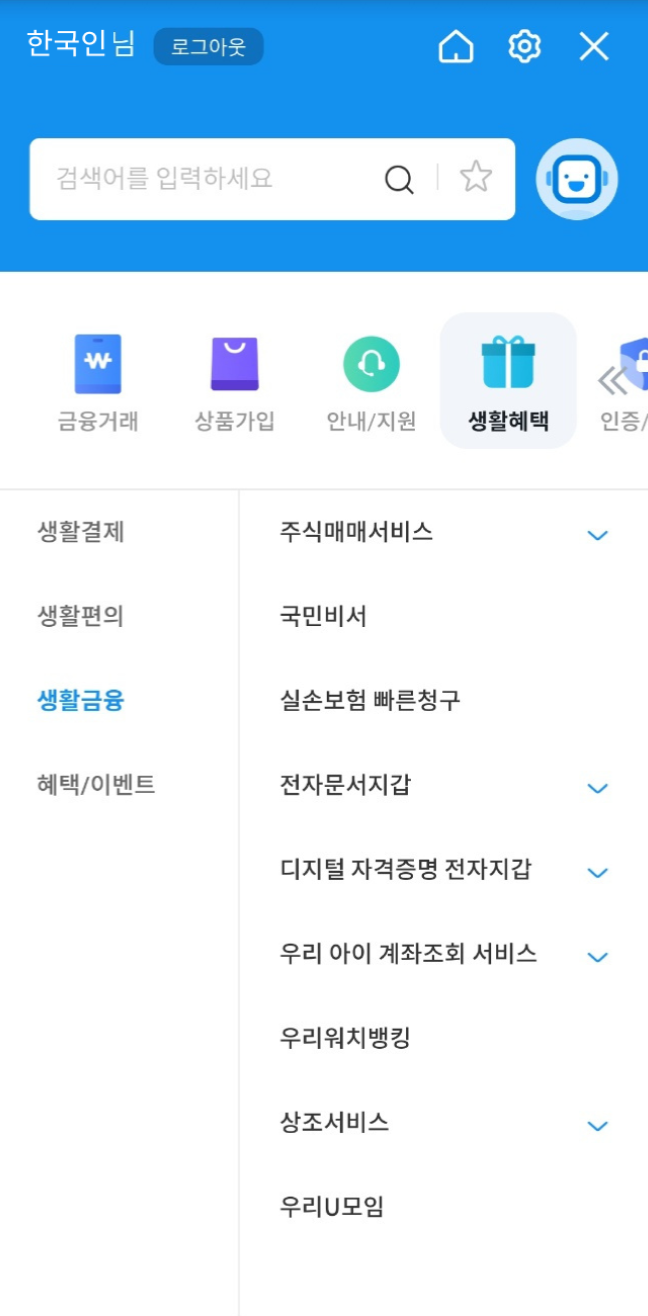 한국인님 로그아웃
검색어를 입력하세요
금융거래 상품가입 안내/지원 생활혜택 인증/
생활결제
생활편의
생활금융
혜택/이벤트
주식매매서비스
국민비서
실손보험 빠른청구
전자문서지갑
디지털 자격증명 전자지갑
우리 아이 계좌조회 서비스
우리워치뱅킹
상조서비스
우리U모임